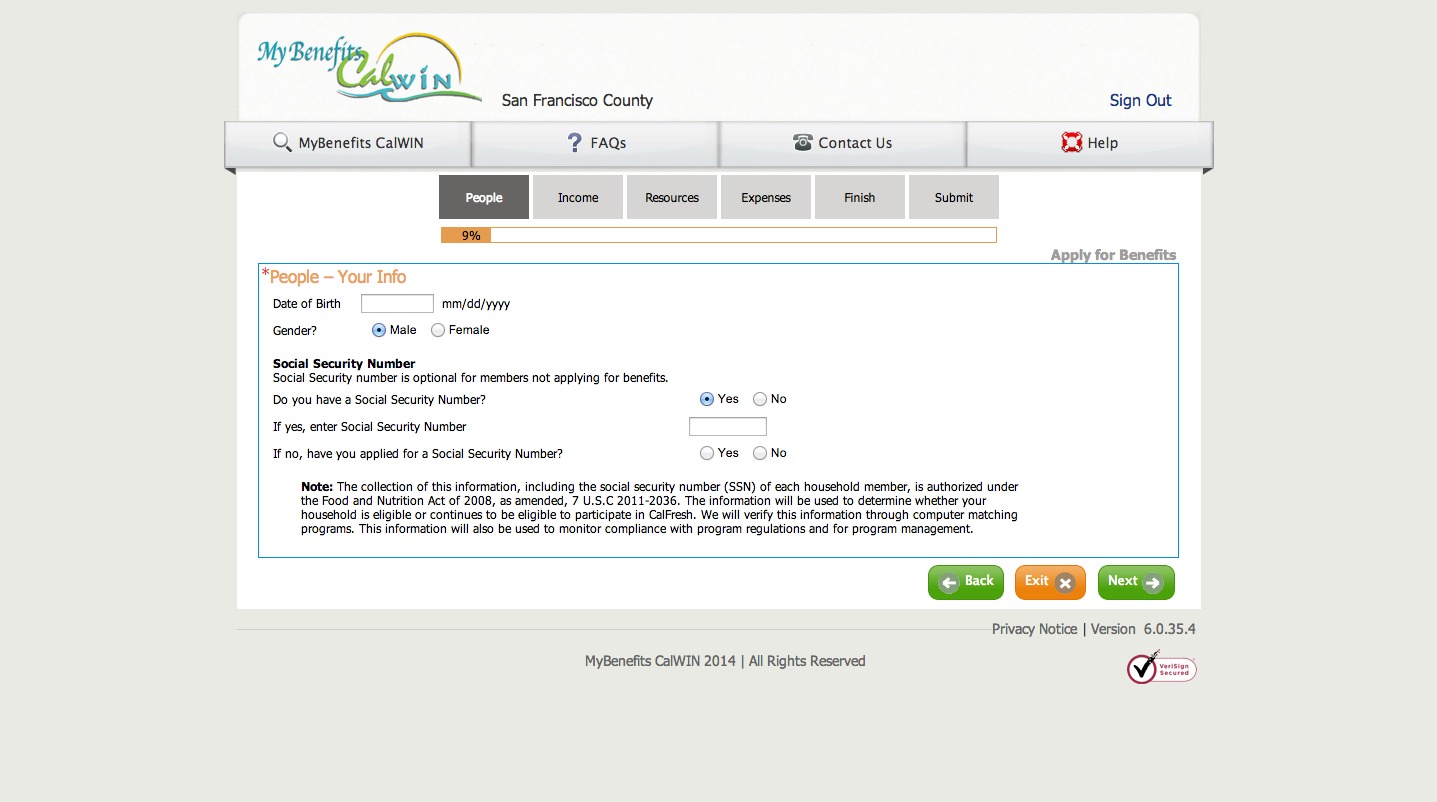 My Benefits
CalWIN
San Francisco County
Sign Out
MyBenefits CalWIN
? FAQs
Contact Us
Help
People
Income
Resources
Expenses
Finish
Submit
9%
Apply for Benefits
*People – Your Info
Date of Birth mm/dd/yyyy
Gender? Male Female
Social Security Number
Social Security number is optional for members not applying for benefits.
Do you have a Social Security Number? Yes No
If yes, enter Social Security Number
If no, have you applied for a Social Security Number? Yes No
Note: The collection of this information, including the social security number (SSN) of each household member, is authorized under
the Food and Nutrition Act of 2008, as amended, 7 U.S.C 2011-2036. The information will be used to determine whether your
household is eligible or continues to be eligible to participate in CalFresh. We will verify this information through computer matching
programs. This information will also be used to monitor compliance with program regulations and for program management.
Back
Exit
Next
Privacy Notice | Version 6.0.35.4
MyBenefits CalWIN 2014 | All Rights Reserved
VeriSign
Secured